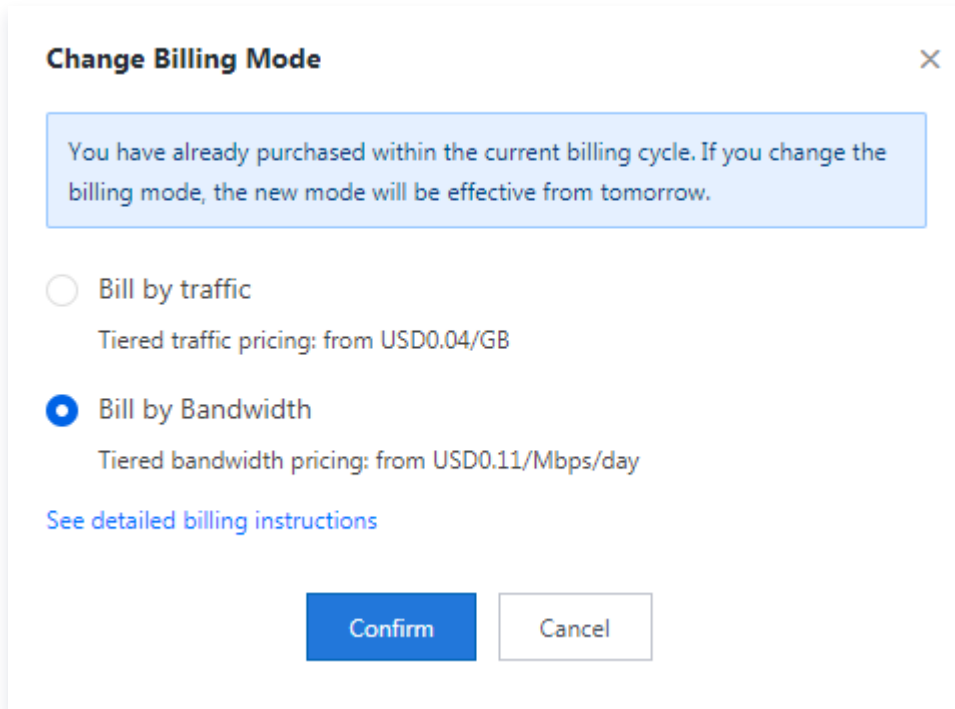 Change Billing Mode
You have already purchased within the current billing cycle. If you change the
billing mode, the new mode will be effective from tomorrow.
Bill by traffic
Tiered traffic pricing: from USD0.04/GB
Bill by Bandwidth
Tiered bandwidth pricing: from USD0.11/Mbps/day
See detailed billing instructions
Confirm
Cancel